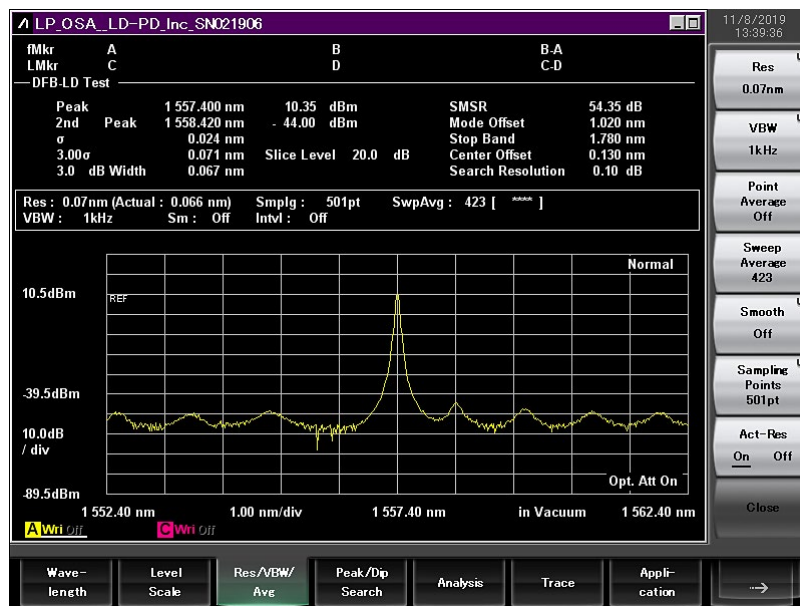 LP_OSA__LD-PD_Inc_SN021906
11/8/2019
13:39:36
fMkr A B B-A
LMkr C D C-D
DFB-LD Test
Peak 1 557.400 nm 10.35 dBm SMSR 54.35 dB
2nd Peak 1 558.420 nm - 44.00 dBm Mode Offset 1.020 nm
σ 0.024 nm Stop Band 1.780 nm
3.00σ 0.071 nm Slice Level 20.0 dB Center Offset 0.130 nm
3.0 dB Width 0.067 nm Search Resolution 0.10 dB
Res : 0.07nm (Actual : 0.066 nm) Smplg : 501pt SwpAvg : 423 [ **** ]
VBW : 1kHz Sm : Off Intvl : Off
Normal
10.5dBm
REF
-39.5dBm
10.0dB
/ div
Opt. Att On
-89.5dBm
1 552.40 nm 1.00 nm/div 1 557.40 nm in Vacuum 1 562.40 nm
A Wri Off C Wri Off
Res
0.07nm
VBW
1kHz
Point
Average
Off
Sweep
Average
423
Smooth
Off
Sampling
Points
501pt
Act-Res
On Off
Close
Wave-
length
Level
Scale
Res/VBW/
Avg
Peak/Dip
Search
Analysis
Trace
Appli-
cation